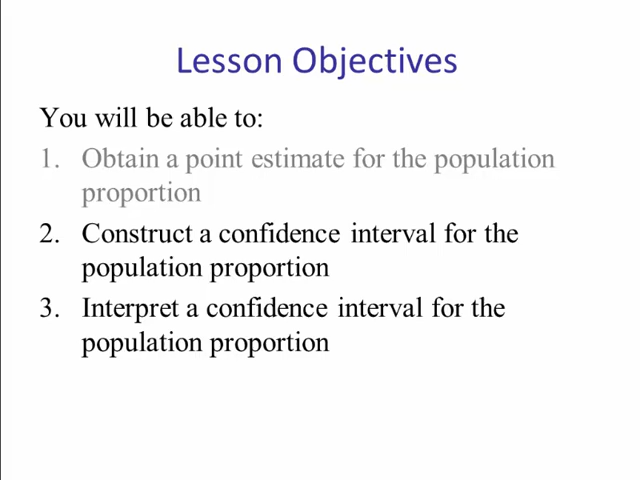 Lesson Objectives
You will be able to:
1. Obtain a point estimate for the population
proportion
2. Construct a confidence interval for the
population proportion
3. Interpret a confidence interval for the
population proportion